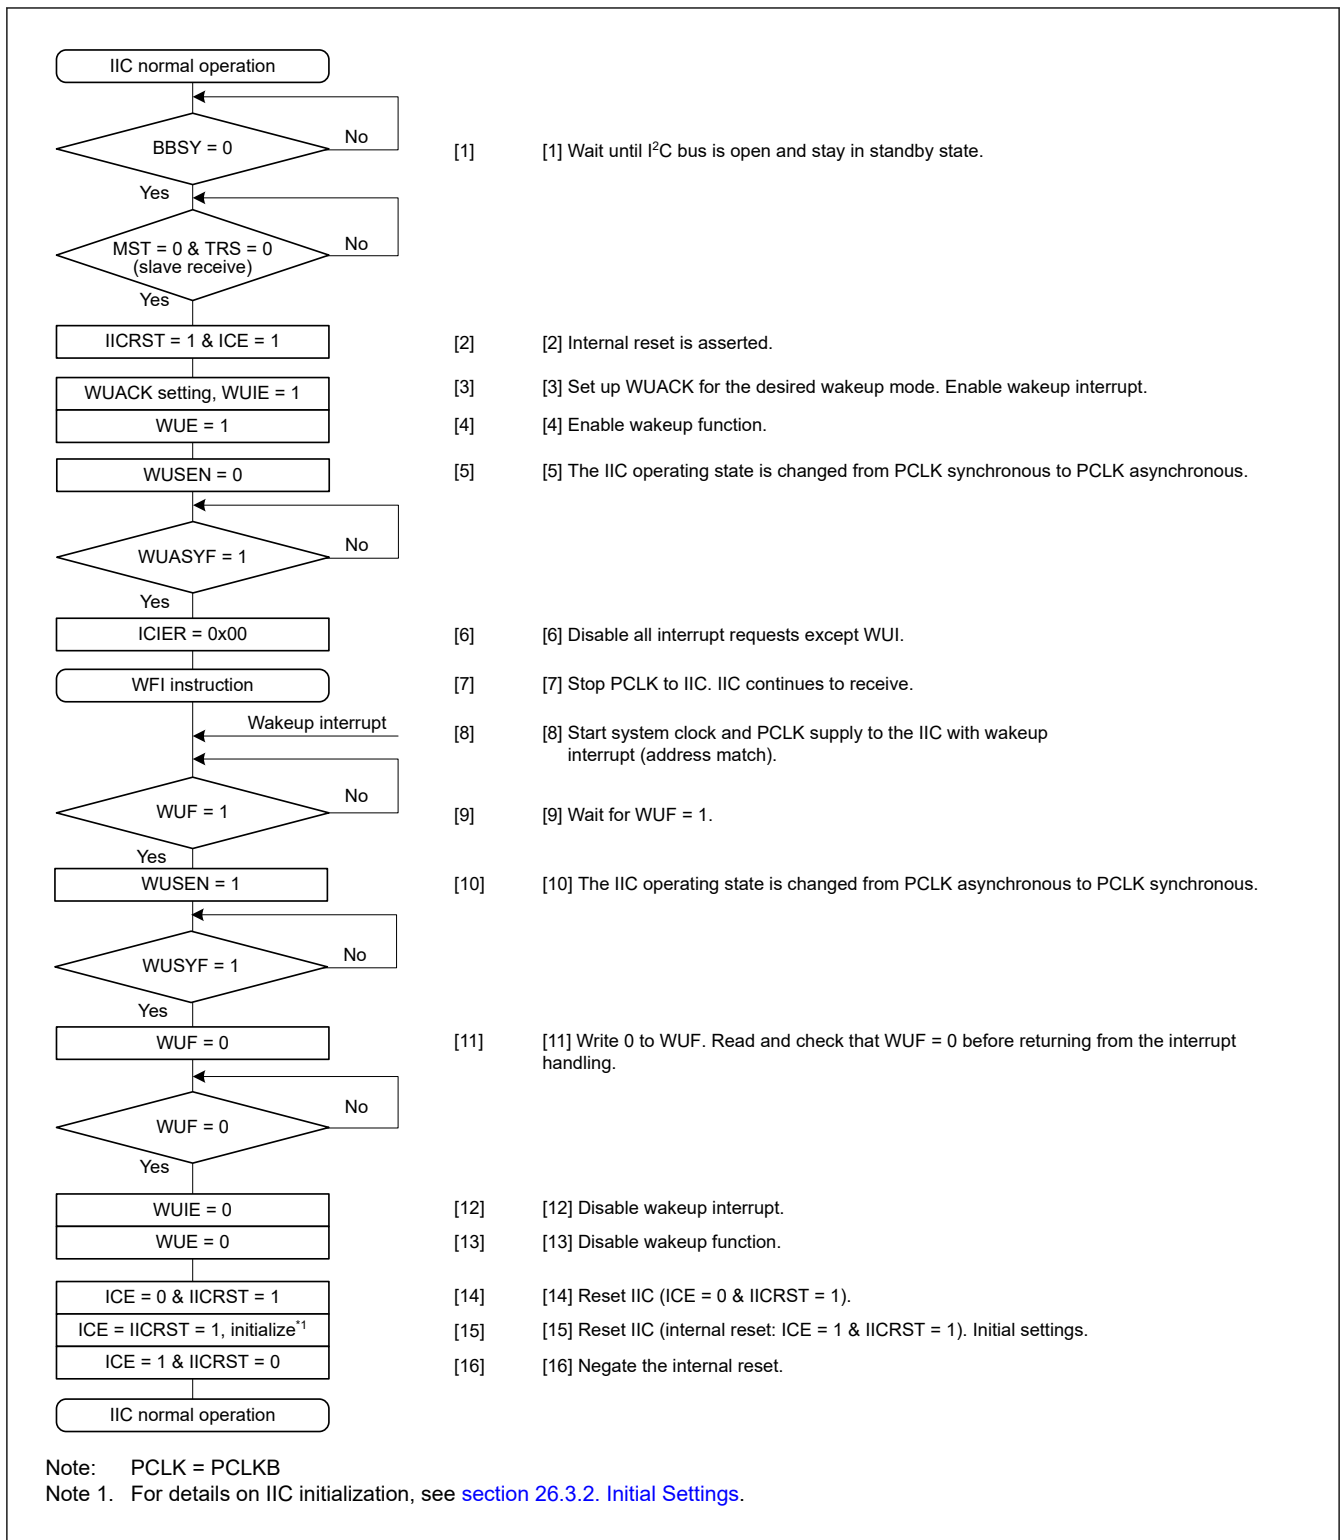 IIC normal operation
BBSY = 0
No
[1] [1] Wait until I²C bus is open and stay in standby state.
Yes
MST = 0 & TRS = 0
(slave receive)
No
Yes
IICRST = 1 & ICE = 1
[2] [2] Internal reset is asserted.
WUACK setting, WUIE = 1
[3] [3] Set up WUACK for the desired wakeup mode. Enable wakeup interrupt.
WUE = 1
[4] [4] Enable wakeup function.
WUSEN = 0
[5] [5] The IIC operating state is changed from PCLK synchronous to PCLK asynchronous.
WUASYF = 1
No
Yes
ICIER = 0x00
[6] [6] Disable all interrupt requests except WUI.
WFI instruction
[7] [7] Stop PCLK to IIC. IIC continues to receive.
Wakeup interrupt
[8] [8] Start system clock and PCLK supply to the IIC with wakeup
interrupt (address match).
WUF = 1
No
[9] [9] Wait for WUF = 1.
Yes
WUSEN = 1
[10] [10] The IIC operating state is changed from PCLK asynchronous to PCLK synchronous.
WUSYF = 1
No
Yes
WUF = 0
[11] [11] Write 0 to WUF. Read and check that WUF = 0 before returning from the interrupt
handling.
WUF = 0
No
Yes
WUIE = 0
[12] [12] Disable wakeup interrupt.
WUE = 0
[13] [13] Disable wakeup function.
ICE = 0 & IICRST = 1
[14] [14] Reset IIC (ICE = 0 & IICRST = 1).
ICE = IICRST = 1, initialize*1
[15] [15] Reset IIC (internal reset: ICE = 1 & IICRST = 1). Initial settings.
ICE = 1 & IICRST = 0
[16] [16] Negate the internal reset.
IIC normal operation
Note: PCLK = PCLKB
Note 1. For details on IIC initialization, see section 26.3.2. Initial Settings.